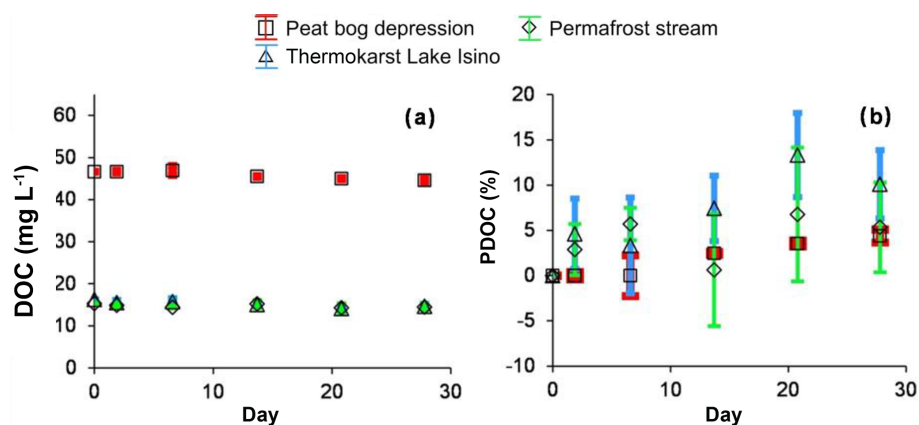 Peat bog depression
Permafrost stream
Thermokarst Lake Isino
60
50
40
30
20
10
0
DOC (mg L⁻¹)
(a)
0
10
20
30
Day
20
15
10
5
0
-5
-10
PDOC (%)
(b)
0
10
20
30
Day